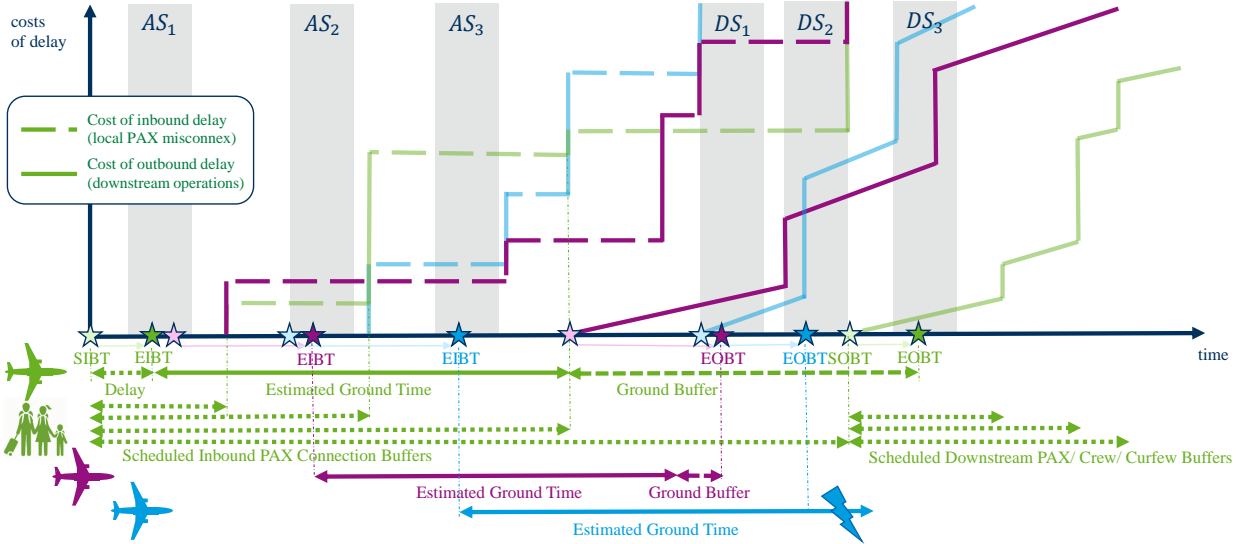 costs
of delay
AS1
AS2
AS3
DS1
DS2
DS3
Cost of inbound delay
(local PAX misconnex)
Cost of outbound delay
(downstream operations)
time
SIBT
EIBT
EIBT
EIBT
EOBT
EOBT
SOBT
EOBT
Delay
Estimated Ground Time
Ground Buffer
Scheduled Inbound PAX Connection Buffers
Scheduled Downstream PAX/ Crew/ Curfew Buffers
Estimated Ground Time
Ground Buffer
Estimated Ground Time